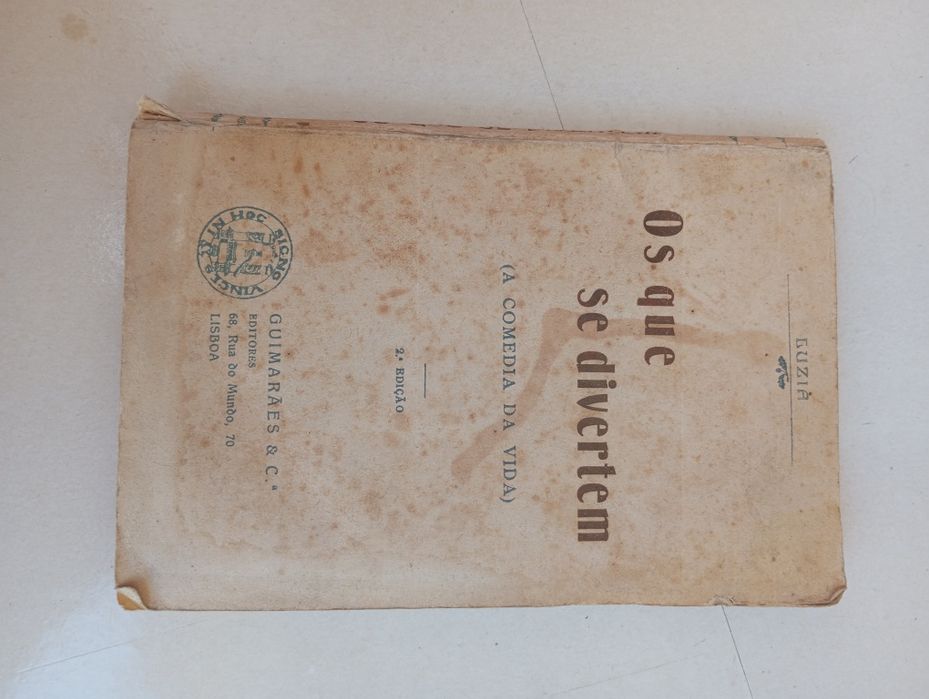 LUZIA
Os que
se divertem
(A COMEDIA DA VIDA)
2.ª EDIÇÃO
IN HOC SIGNO VINCES
GUIMARÃES & C.ª
EDITORES
68, Rua do Mundo, 70
LISBOA